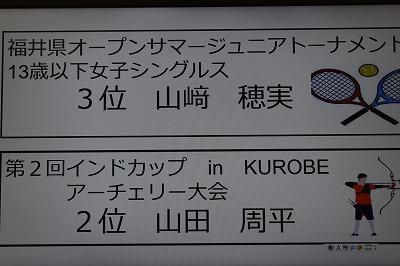 福井県オープンサマージュニアトーナメント
13歳以下女子シングルス
３位　山﨑　穂実
第２回インドカップ　in　KUROBE
アーチェリー大会
２位　山田　周平